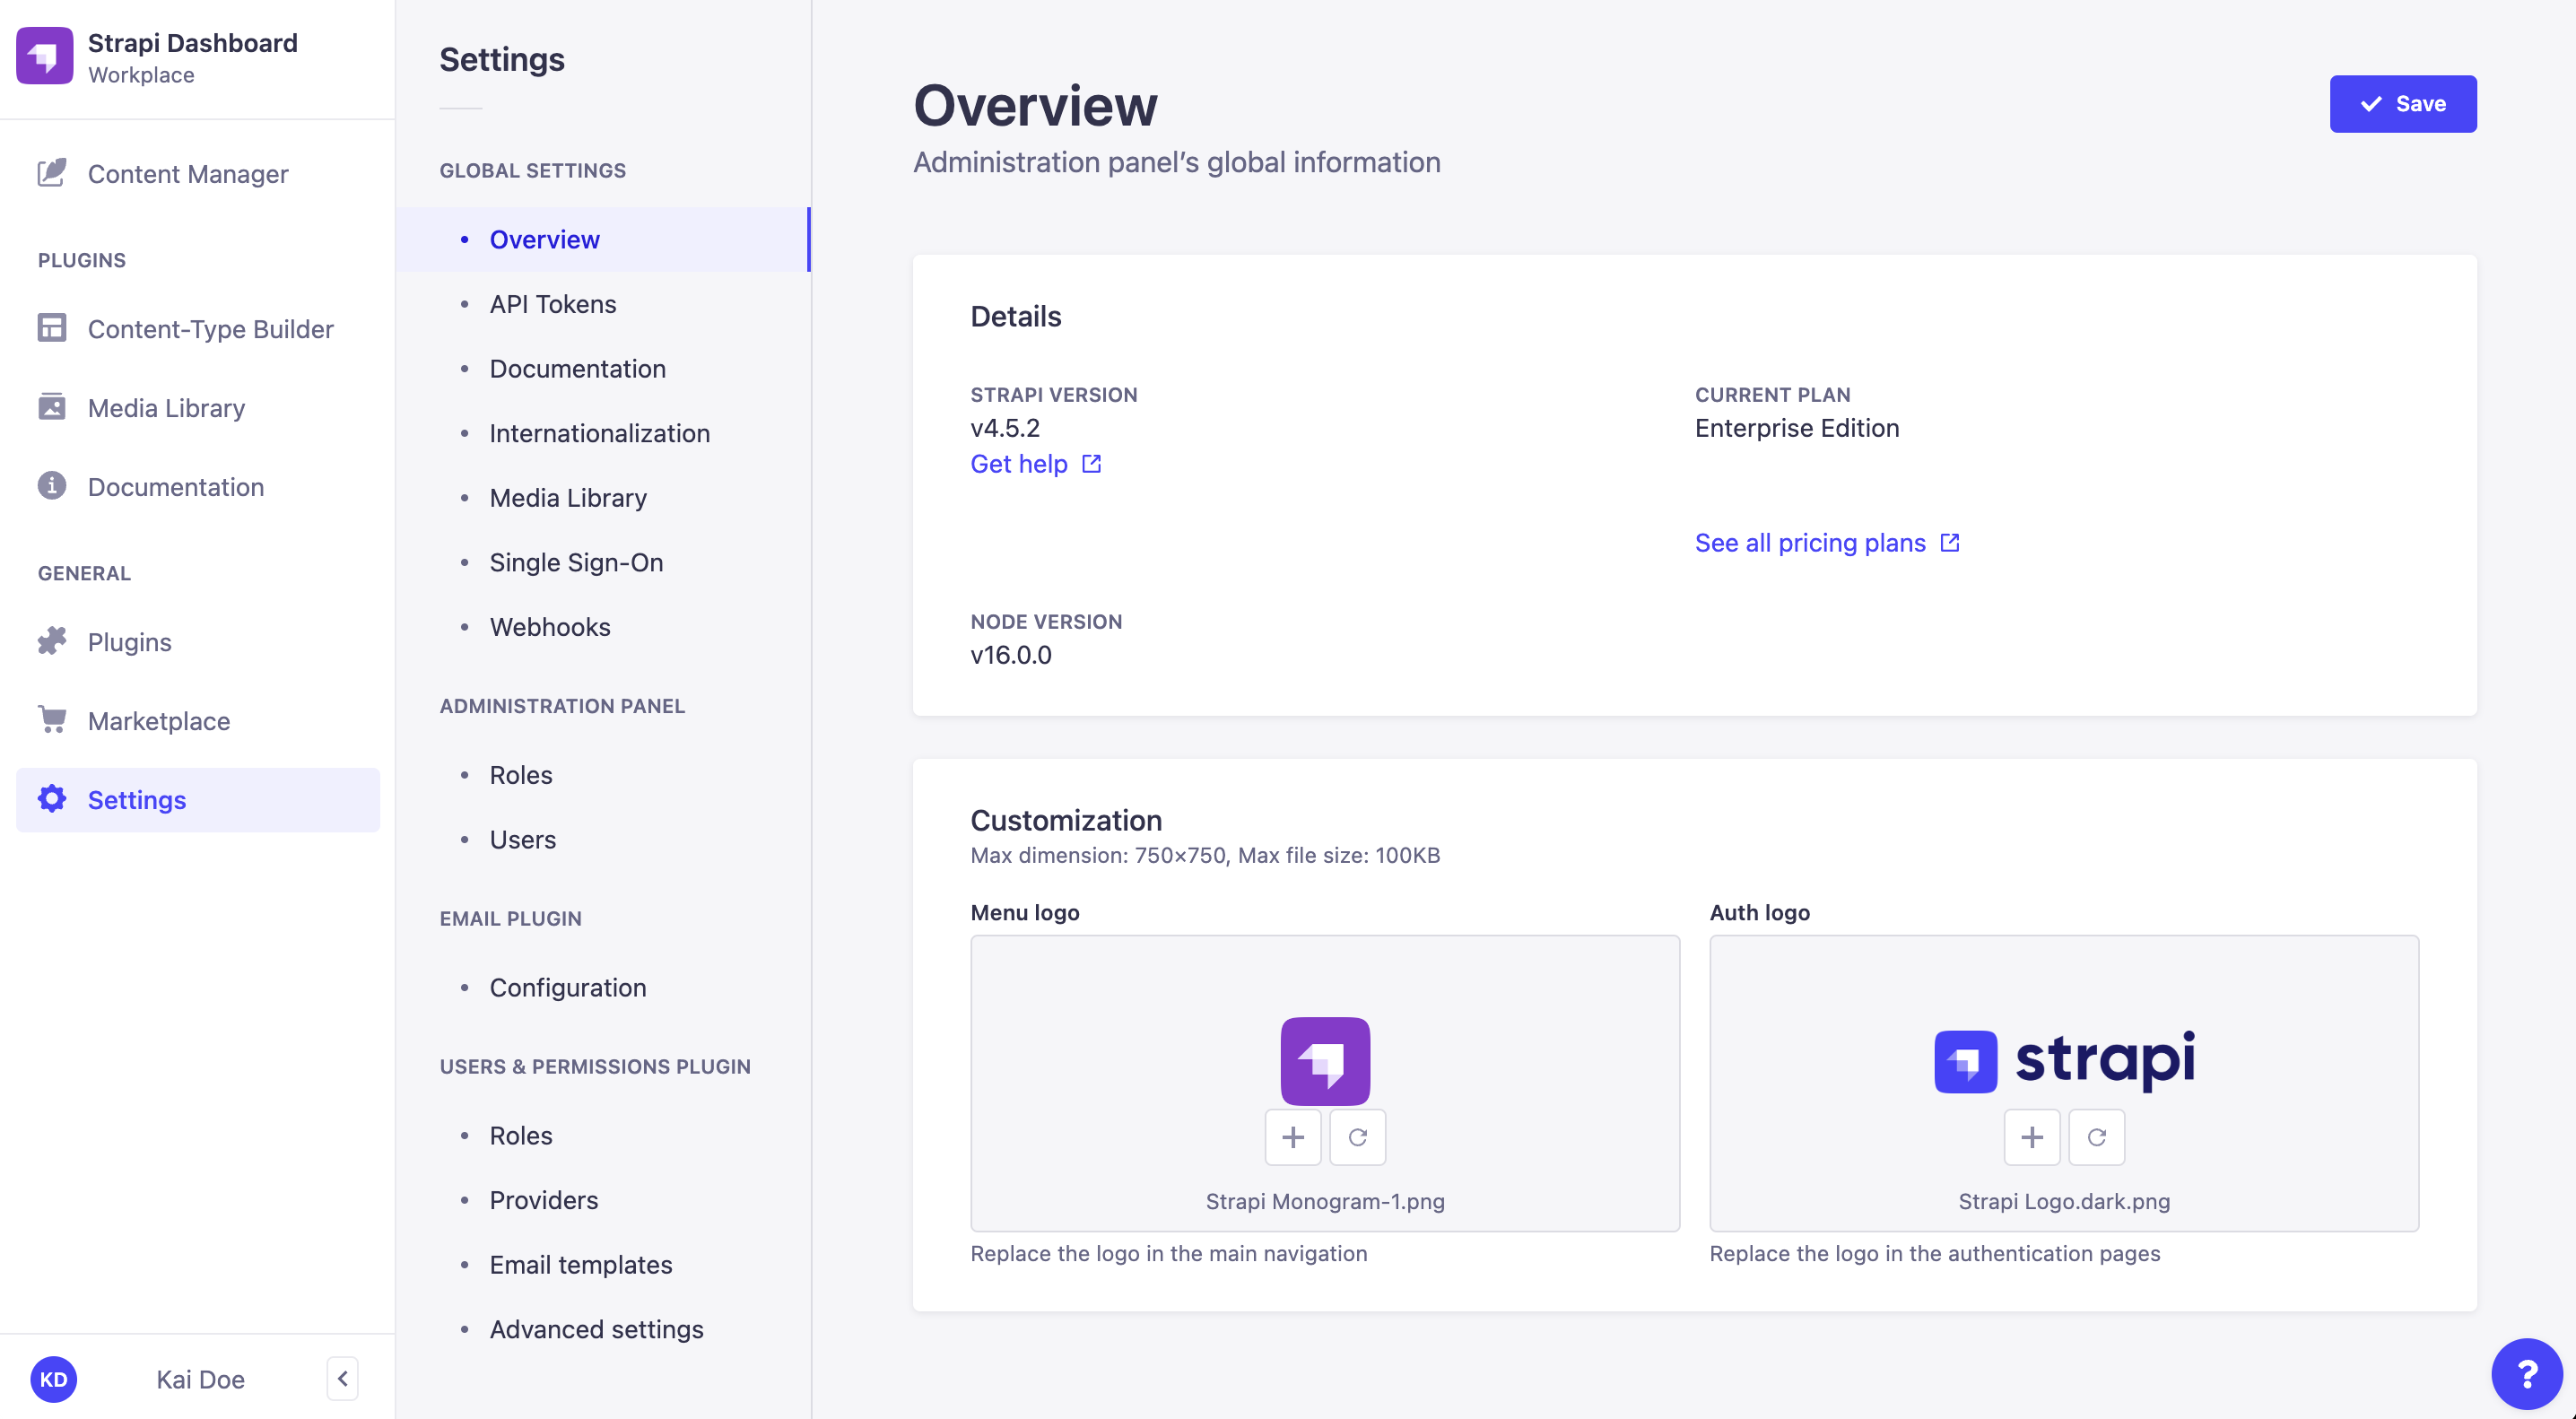 Strapi Dashboard
Workplace
Content Manager
PLUGINS
Content-Type Builder
Media Library
Documentation
GENERAL
Plugins
Marketplace
Settings
KD
Kai Doe
Settings
GLOBAL SETTINGS
Overview
API Tokens
Documentation
Internationalization
Media Library
Single Sign-On
Webhooks
ADMINISTRATION PANEL
Roles
Users
EMAIL PLUGIN
Configuration
USERS & PERMISSIONS PLUGIN
Roles
Providers
Email templates
Advanced settings
Overview
Save
Administration panel’s global information
Details
STRAPI VERSION
v4.5.2
Get help
CURRENT PLAN
Enterprise Edition
See all pricing plans
NODE VERSION
v16.0.0
Customization
Max dimension: 750×750, Max file size: 100KB
Menu logo
Strapi Monogram-1.png
Replace the logo in the main navigation
Auth logo
strapi
Strapi Logo.dark.png
Replace the logo in the authentication pages
?